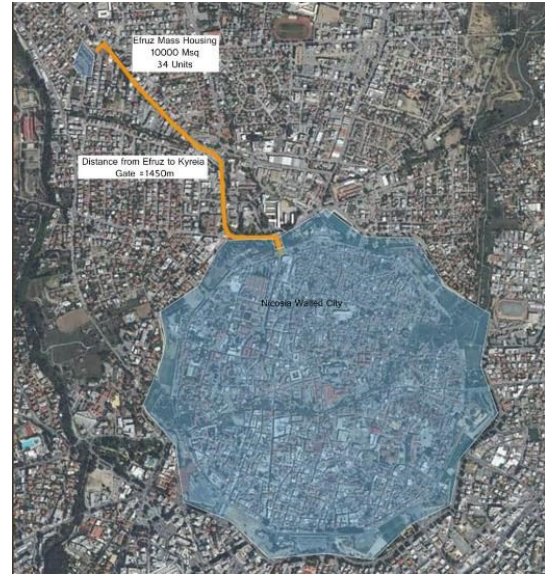 Efruz Mass Housing
10000 Msq
34 Units
Distance from Efruz to Kyreia
Gate =1450m
Nicosia Walled City